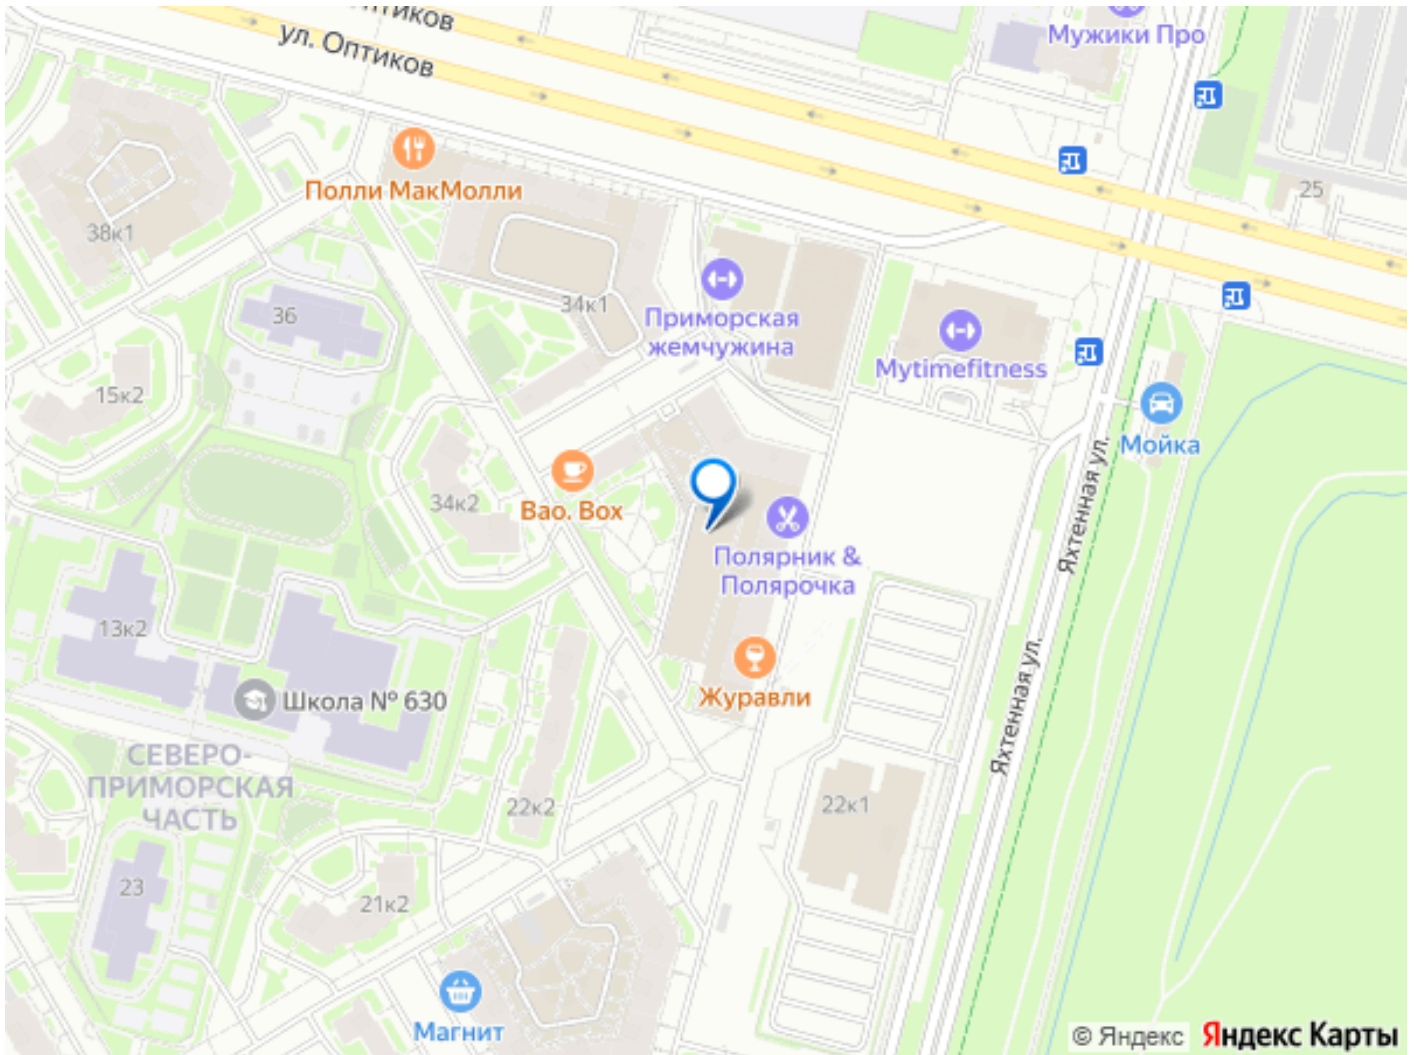 Оптиков
ул. Оптиков
Мужики Про
25
Полли МакМолли
38к1
34к1
36
Приморская
жемчужина
Mytimefitness
15к2
Мойка
34к2
Bao. Box
Яхтенная ул.
Полярник &
Полярочка
13к2
Школа № 630
Журавли
Яхтенная ул.
СЕВЕРО-
ПРИМОРСКАЯ
ЧАСТЬ
22к2
22к1
23
21к2
Магнит
© Яндекс Яндекс Карты